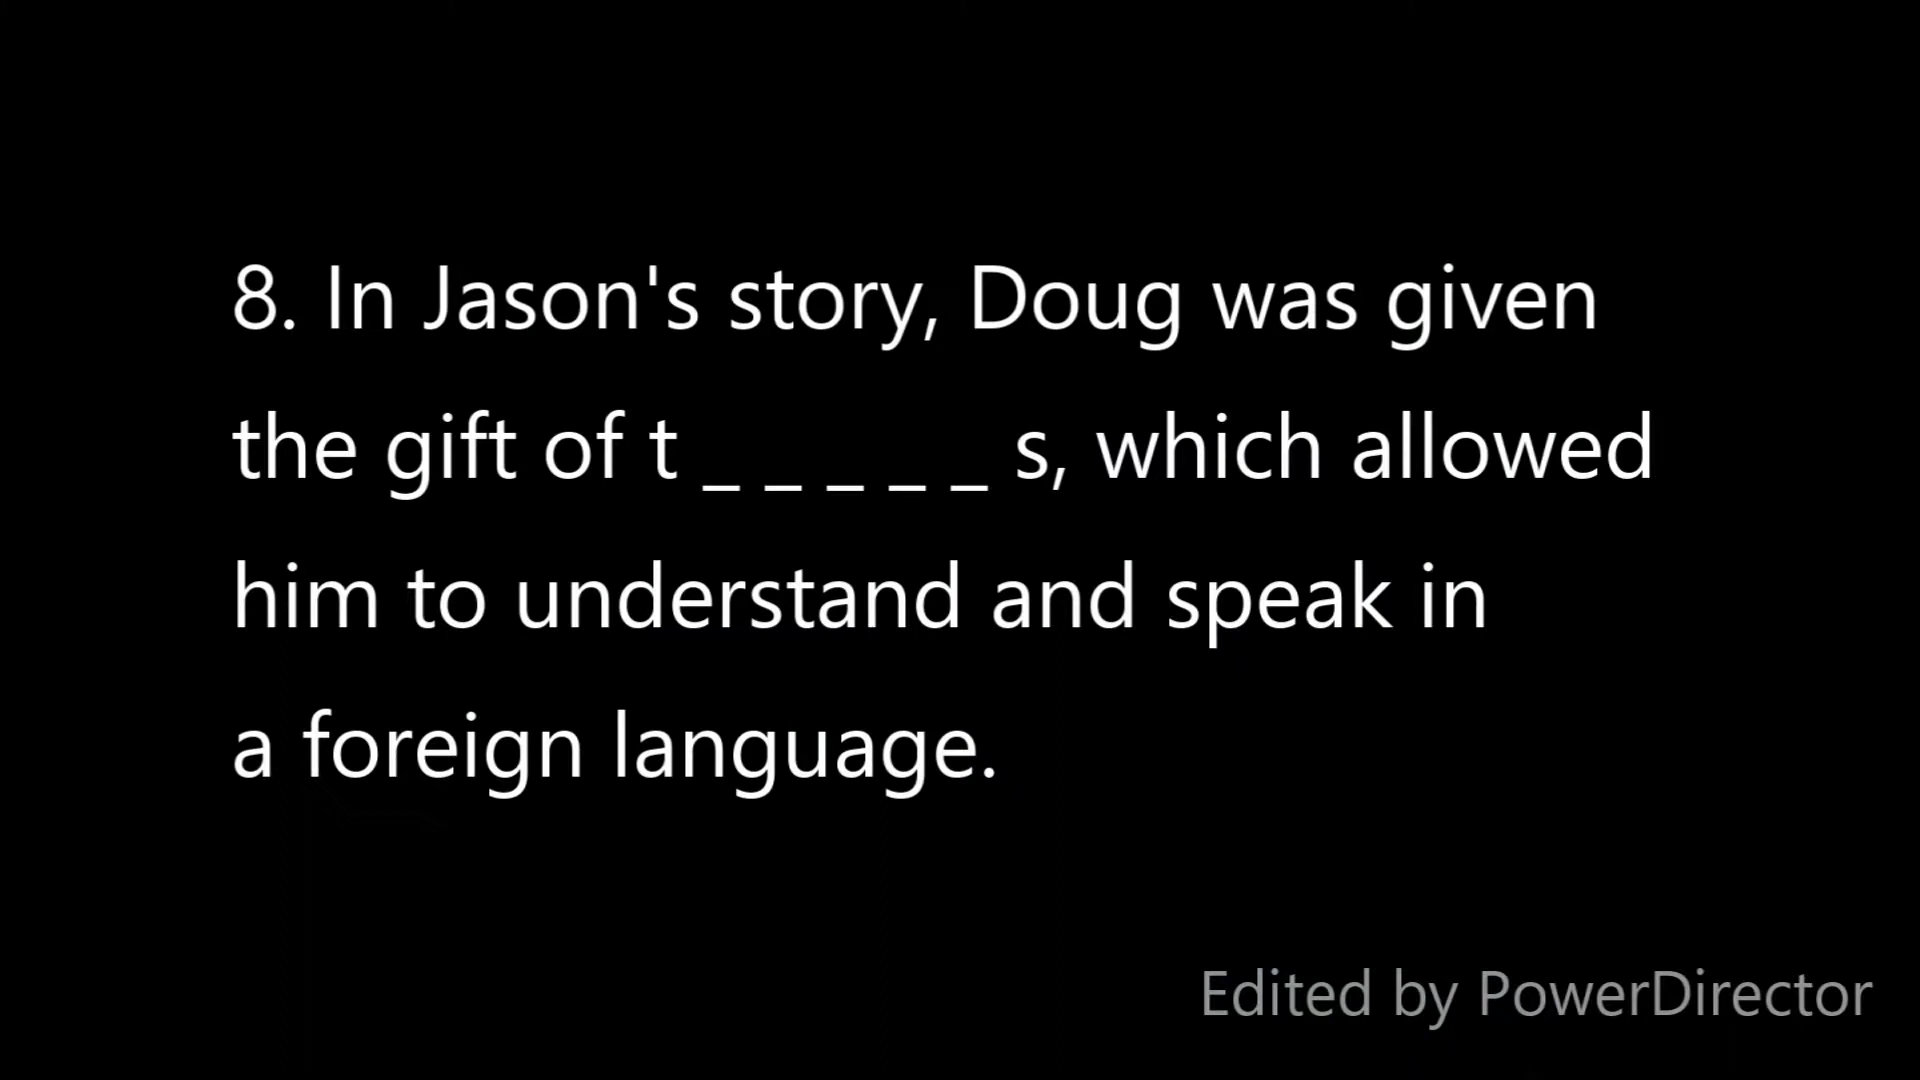 8. In Jason's story, Doug was given
the gift of t _ _ _ _ _ s, which allowed
him to understand and speak in
a foreign language.
Edited by PowerDirector